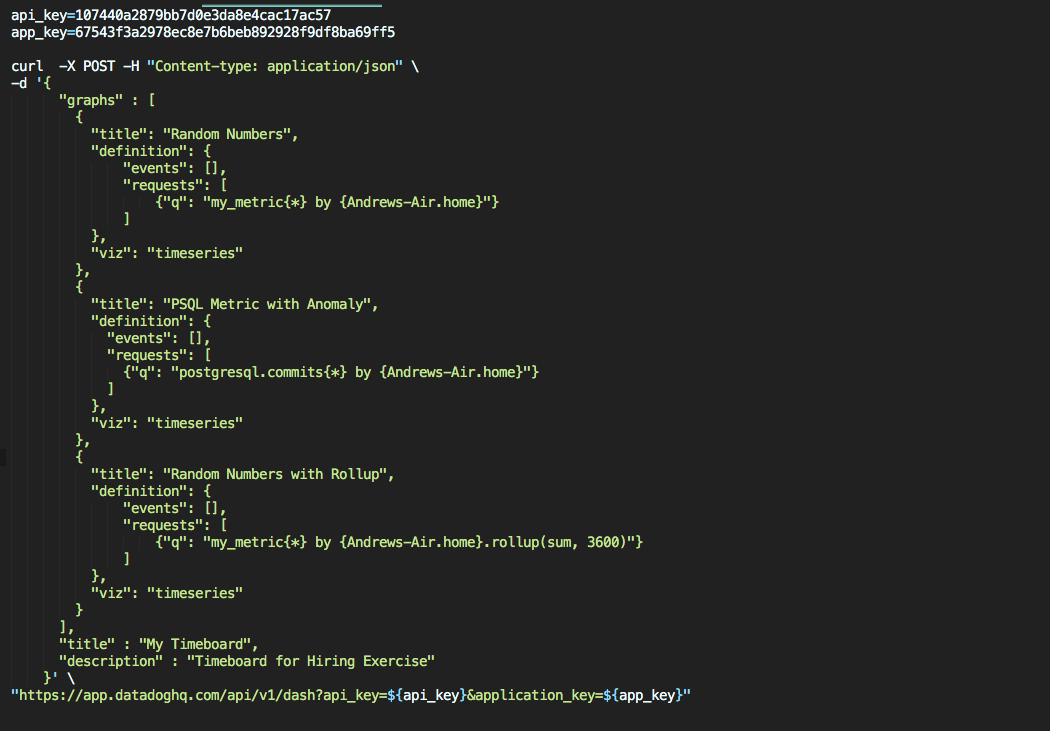 api_key=107440a2879bb7d0e3da8e4cac17ac57
app_key=67543f3a2978ec8e7b6beb892928f9df8ba69ff5

curl  -X POST -H "Content-type: application/json" \
-d '{
      "graphs" : [
        {
          "title": "Random Numbers",
          "definition": {
              "events": [],
              "requests": [
                  {"q": "my_metric{*} by {Andrews-Air.home}"}
              ]
          },
          "viz": "timeseries"
        },
        {
          "title": "PSQL Metric with Anomaly",
          "definition": {
            "events": [],
            "requests": [
              {"q": "postgresql.commits{*} by {Andrews-Air.home}"}
            ]
          },
          "viz": "timeseries"
        },
        {
          "title": "Random Numbers with Rollup",
          "definition": {
              "events": [],
              "requests": [
                  {"q": "my_metric{*} by {Andrews-Air.home}.rollup(sum, 3600)"}
              ]
          },
          "viz": "timeseries"
        }
      ],
      "title" : "My Timeboard",
      "description" : "Timeboard for Hiring Exercise"
    }' \
"https://app.datadoghq.com/api/v1/dash?api_key=${api_key}&application_key=${app_key}"